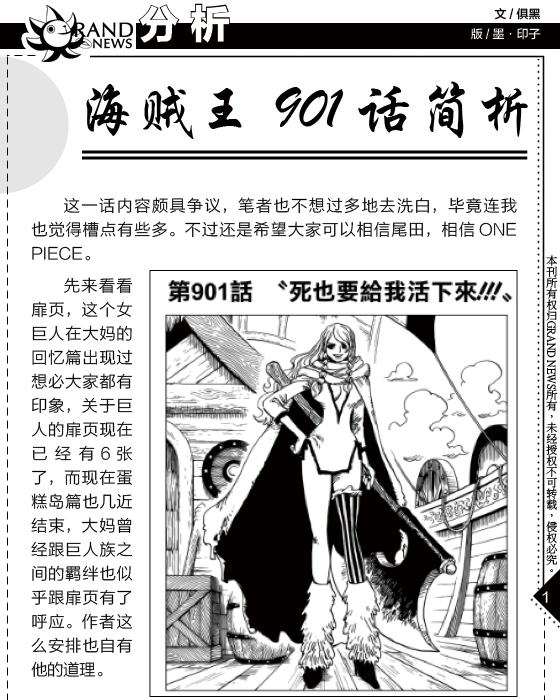 GRAND NEWS 分析
文 / 俱黑
版 / 墨 · 印子
海贼王 901 话简析
这一话内容颇具争议，笔者也不想过多地去洗白，毕竟连我
也觉得槽点有些多。不过还是希望大家可以相信尾田，相信 ONE
PIECE。
先来看看
扉页，这个女
巨人在大妈的
回忆篇出现过
想必大家都有
印象，关于巨
人的扉页现在
已经有6张
了，而现在蛋
糕岛篇也几近
结束，大妈曾
经跟巨人族之
间的羁绊也似
乎跟扉页有了
呼应。作者这
么安排也自有
他的道理。
第901話 〝死也要給我活下來!!!〟
本刊所有权归GRAND NEWS所有，未经授权不可转载，侵权必究。
1